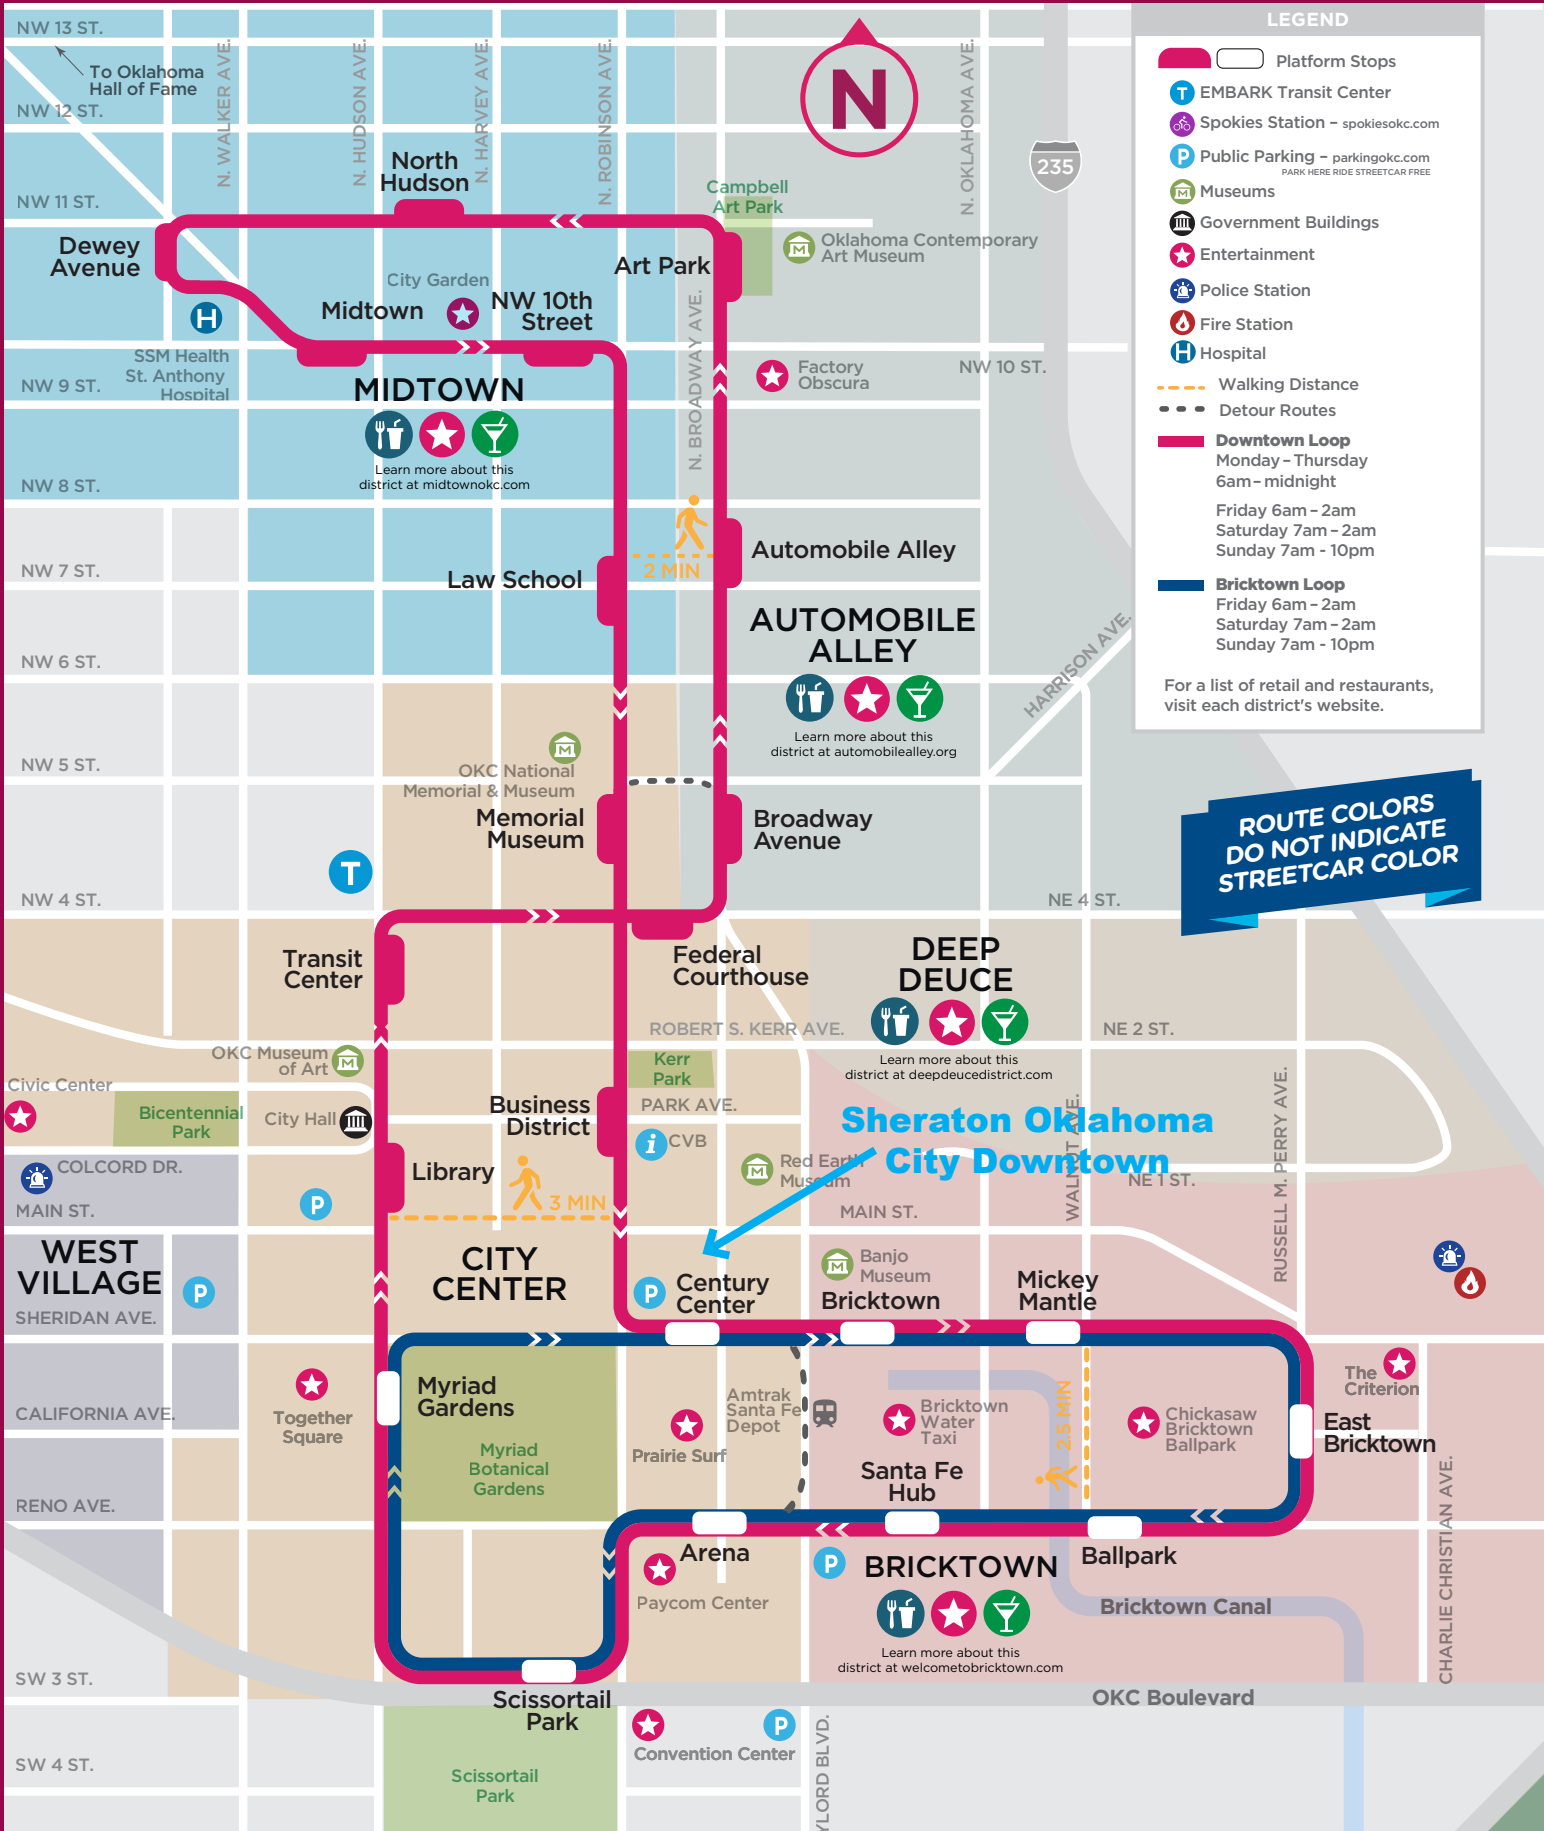 NW 13 ST.
To Oklahoma
Hall of Fame
NW 12 ST.
N. WALKER AVE.
N. HUDSON AVE.
N. HARVEY AVE.
N. ROBINSON AVE.
N
N. OKLAHOMA AVE.
235
LEGEND
Platform Stops
T EMBARK Transit Center
Spokies Station – spokiesokc.com
P Public Parking – parkingokc.com
PARK HERE RIDE STREETCAR FREE
M Museums
Government Buildings
Entertainment
Police Station
Fire Station
H Hospital
Walking Distance
Detour Routes
Downtown Loop
Monday – Thursday
6am – midnight
Friday 6am – 2am
Saturday 7am – 2am
Sunday 7am - 10pm
Bricktown Loop
Friday 6am – 2am
Saturday 7am – 2am
Sunday 7am - 10pm
For a list of retail and restaurants,
visit each district's website.
North
Hudson
NW 11 ST.
Campbell
Art Park
Dewey
Avenue
Art Park
M
Oklahoma Contemporary
Art Museum
City Garden
Midtown
NW 10th
Street
H
SSM Health
St. Anthony
Hospital
N. BROADWAY AVE.
Factory
Obscura
NW 10 ST.
NW 9 ST.
MIDTOWN
Learn more about this
district at midtownokc.com
NW 8 ST.
2 MIN
Automobile Alley
NW 7 ST.
Law School
AUTOMOBILE
ALLEY
Learn more about this
district at automobilealley.org
HARRISON AVE.
NW 6 ST.
M
OKC National
Memorial & Museum
NW 5 ST.
Memorial
Museum
Broadway
Avenue
ROUTE COLORS
DO NOT INDICATE
STREETCAR COLOR
T
NW 4 ST.
NE 4 ST.
Transit
Center
Federal
Courthouse
DEEP
DEUCE
Learn more about this
district at deepdeucedistrict.com
ROBERT S. KERR AVE.
NE 2 ST.
OKC Museum
of Art
M
Kerr
Park
Civic Center
Bicentennial
Park
City Hall
Business
District
PARK AVE.
i CVB
Sheraton Oklahoma
City Downtown
WALNUT AVE.
RUSSELL M. PERRY AVE.
COLCORD DR.
Library
3 MIN
M
Red Earth
Museum
NE 1 ST.
P
MAIN ST.
MAIN ST.
WEST
VILLAGE
P
CITY
CENTER
P
Century
Center
M
Banjo
Museum
Bricktown
Mickey
Mantle
SHERIDAN AVE.
Myriad
Gardens
Together
Square
Myriad
Botanical
Gardens
Prairie Surf
Amtrak
Santa Fe
Depot
Bricktown
Water
Taxi
2.5 MIN
Chickasaw
Bricktown
Ballpark
The
Criterion
East
Bricktown
CALIFORNIA AVE.
Santa Fe
Hub
RENO AVE.
Arena
Paycom Center
P
BRICKTOWN
Learn more about this
district at welcometobricktown.com
Ballpark
Bricktown Canal
CHARLIE CHRISTIAN AVE.
SW 3 ST.
Scissortail
Park
OKC Boulevard
P
Convention Center
SW 4 ST.
Scissortail
Park
YLORD BLVD.